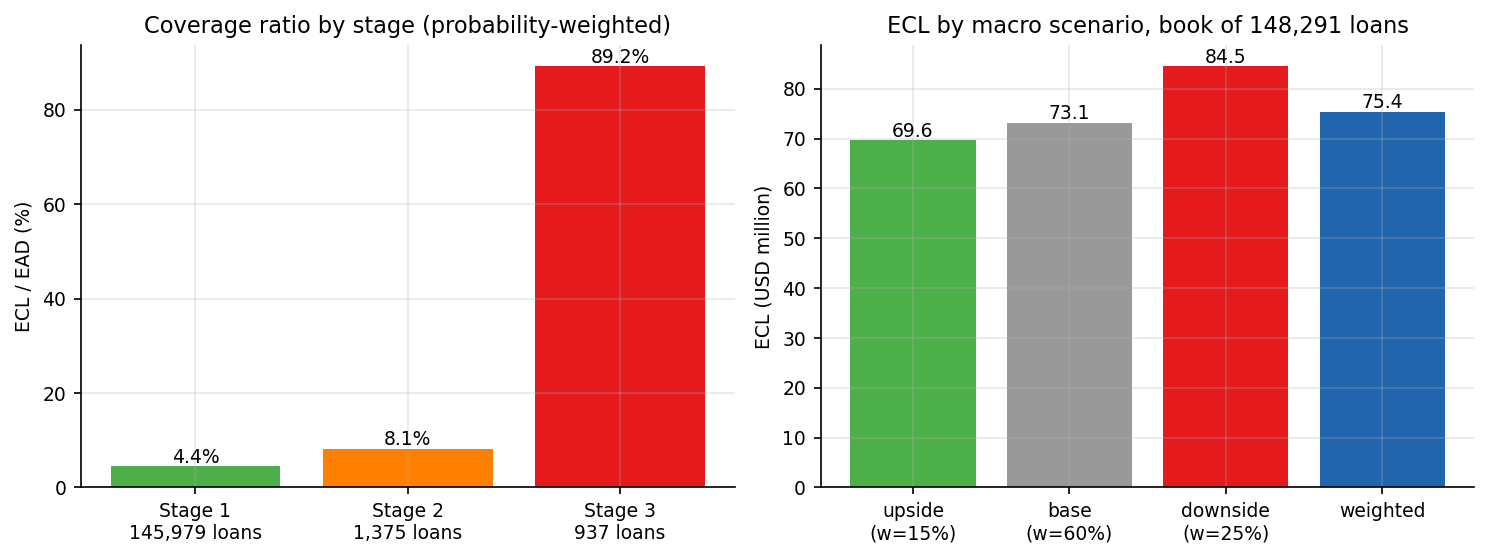 Coverage ratio by stage (probability-weighted)
ECL / EAD (%)
80
60
40
20
0
4.4%
8.1%
89.2%
Stage 1
145,979 loans
Stage 2
1,375 loans
Stage 3
937 loans
ECL by macro scenario, book of 148,291 loans
ECL (USD million)
80
70
60
50
40
30
20
10
0
69.6
73.1
84.5
75.4
upside
(w=15%)
base
(w=60%)
downside
(w=25%)
weighted